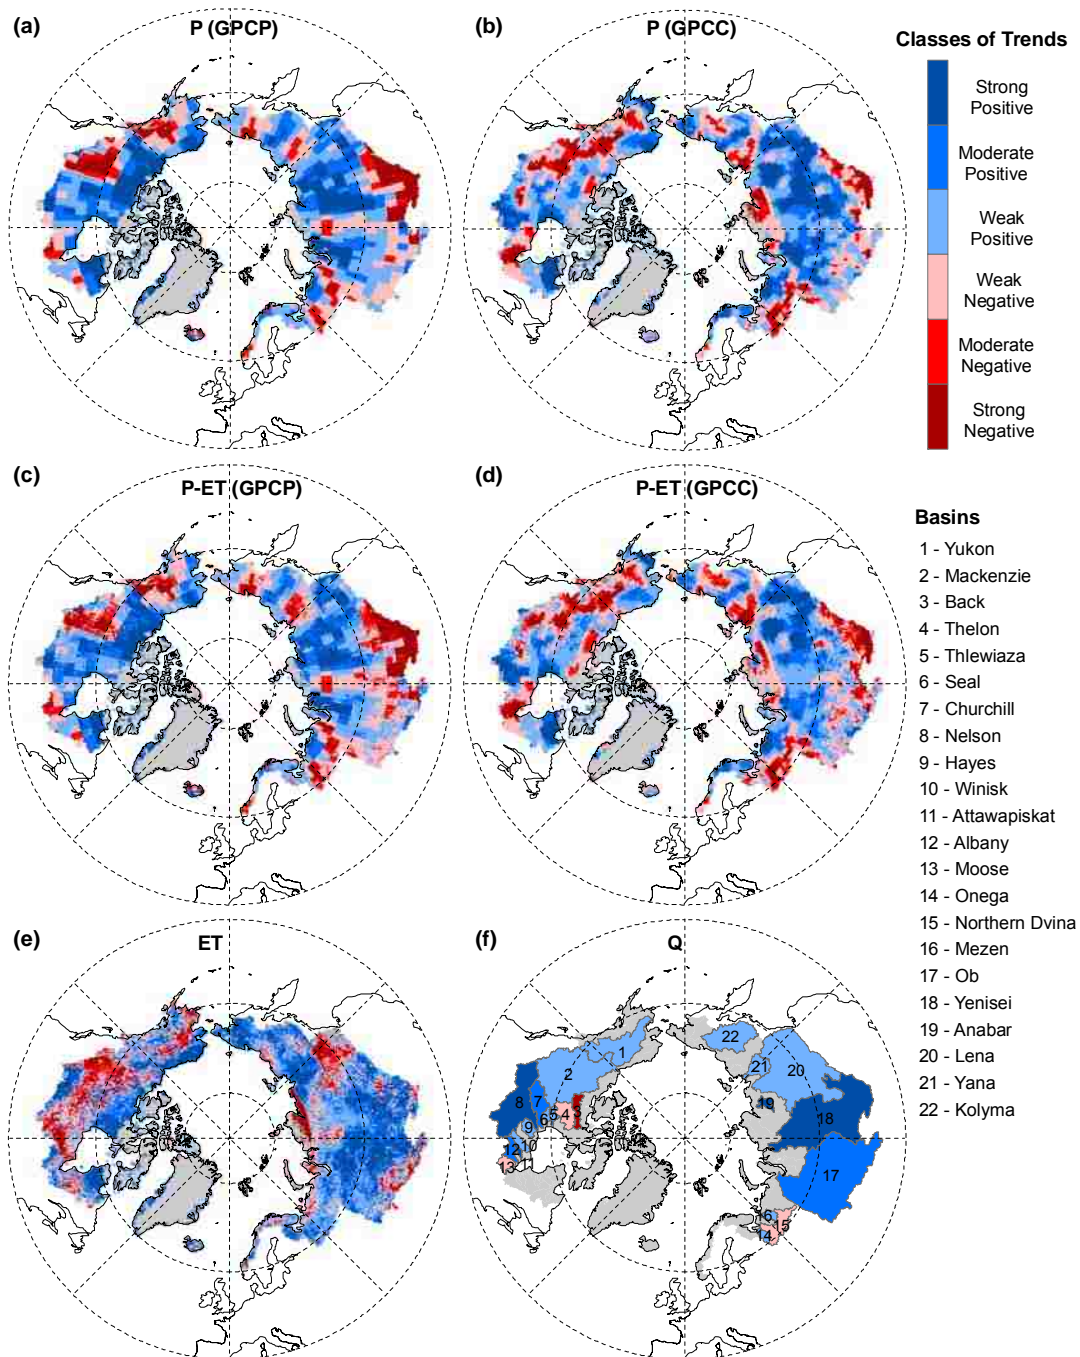 (a)
P (GPCP)
(b)
P (GPCC)
Classes of Trends
Strong
Positive
Moderate
Positive
Weak
Positive
Weak
Negative
Moderate
Negative
Strong
Negative
(c)
P-ET (GPCP)
(d)
P-ET (GPCC)
Basins
1 - Yukon
2 - Mackenzie
3 - Back
4 - Thelon
5 - Thlewiaza
6 - Seal
7 - Churchill
8 - Nelson
9 - Hayes
10 - Winisk
11 - Attawapiskat
12 - Albany
13 - Moose
14 - Onega
15 - Northern Dvina
16 - Mezen
17 - Ob
18 - Yenisei
19 - Anabar
20 - Lena
21 - Yana
22 - Kolyma
(e)
ET
(f)
Q
22
1
21
20
2
8
7
19
3
5
4
6
9
18
10
12
11
13
17
16
15
14